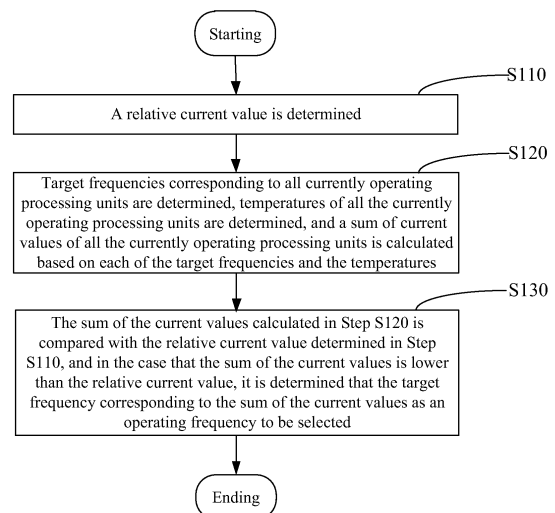 Starting
S110
A relative current value is determined
S120
Target frequencies corresponding to all currently operating
processing units are determined, temperatures of all the currently
operating processing units are determined, and a sum of current
values of all the currently operating processing units is calculated
based on each of the target frequencies and the temperatures
S130
The sum of the current values calculated in Step S120 is
compared with the relative current value determined in Step
S110, and in the case that the sum of the current values is lower
than the relative current value, it is determined that the target
frequency corresponding to the sum of the current values as an
operating frequency to be selected
Ending